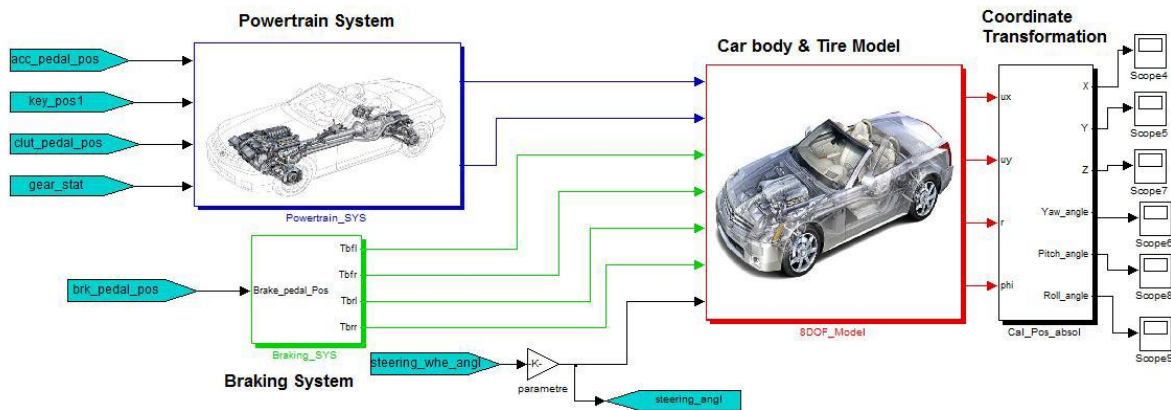 Powertrain System
acc_pedal_pos
key_pos1
clut_pedal_pos
gear_stat
Powertrain_SYS
brk_pedal_pos
Brake_pedal_Pos
Tbfl
Tbfr
Tbrl
Tbrr
Braking_SYS
Braking System
steering_whe_angl
-K-
parametre
steering_angl
Car body & Tire Model
8DOF_Model
Coordinate
Transformation
ux
uy
r
phi
X
Y
Z
Yaw_angle
Pitch_angle
Roll_angle
Cal_Pos_absol
Scope4
Scope5
Scope7
Scope6
Scope8
Scope9